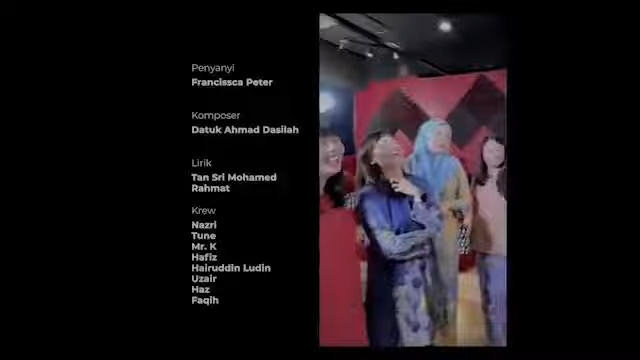 Penyanyi
Francissca Peter
Komposer
Datuk Ahmad Dasilah
Lirik
Tan Sri Mohamed
Rahmat
Krew
Nazri
Tune
Mr. K
Hafiz
Hairuddin Ludin
Uzair
Haz
Faqih